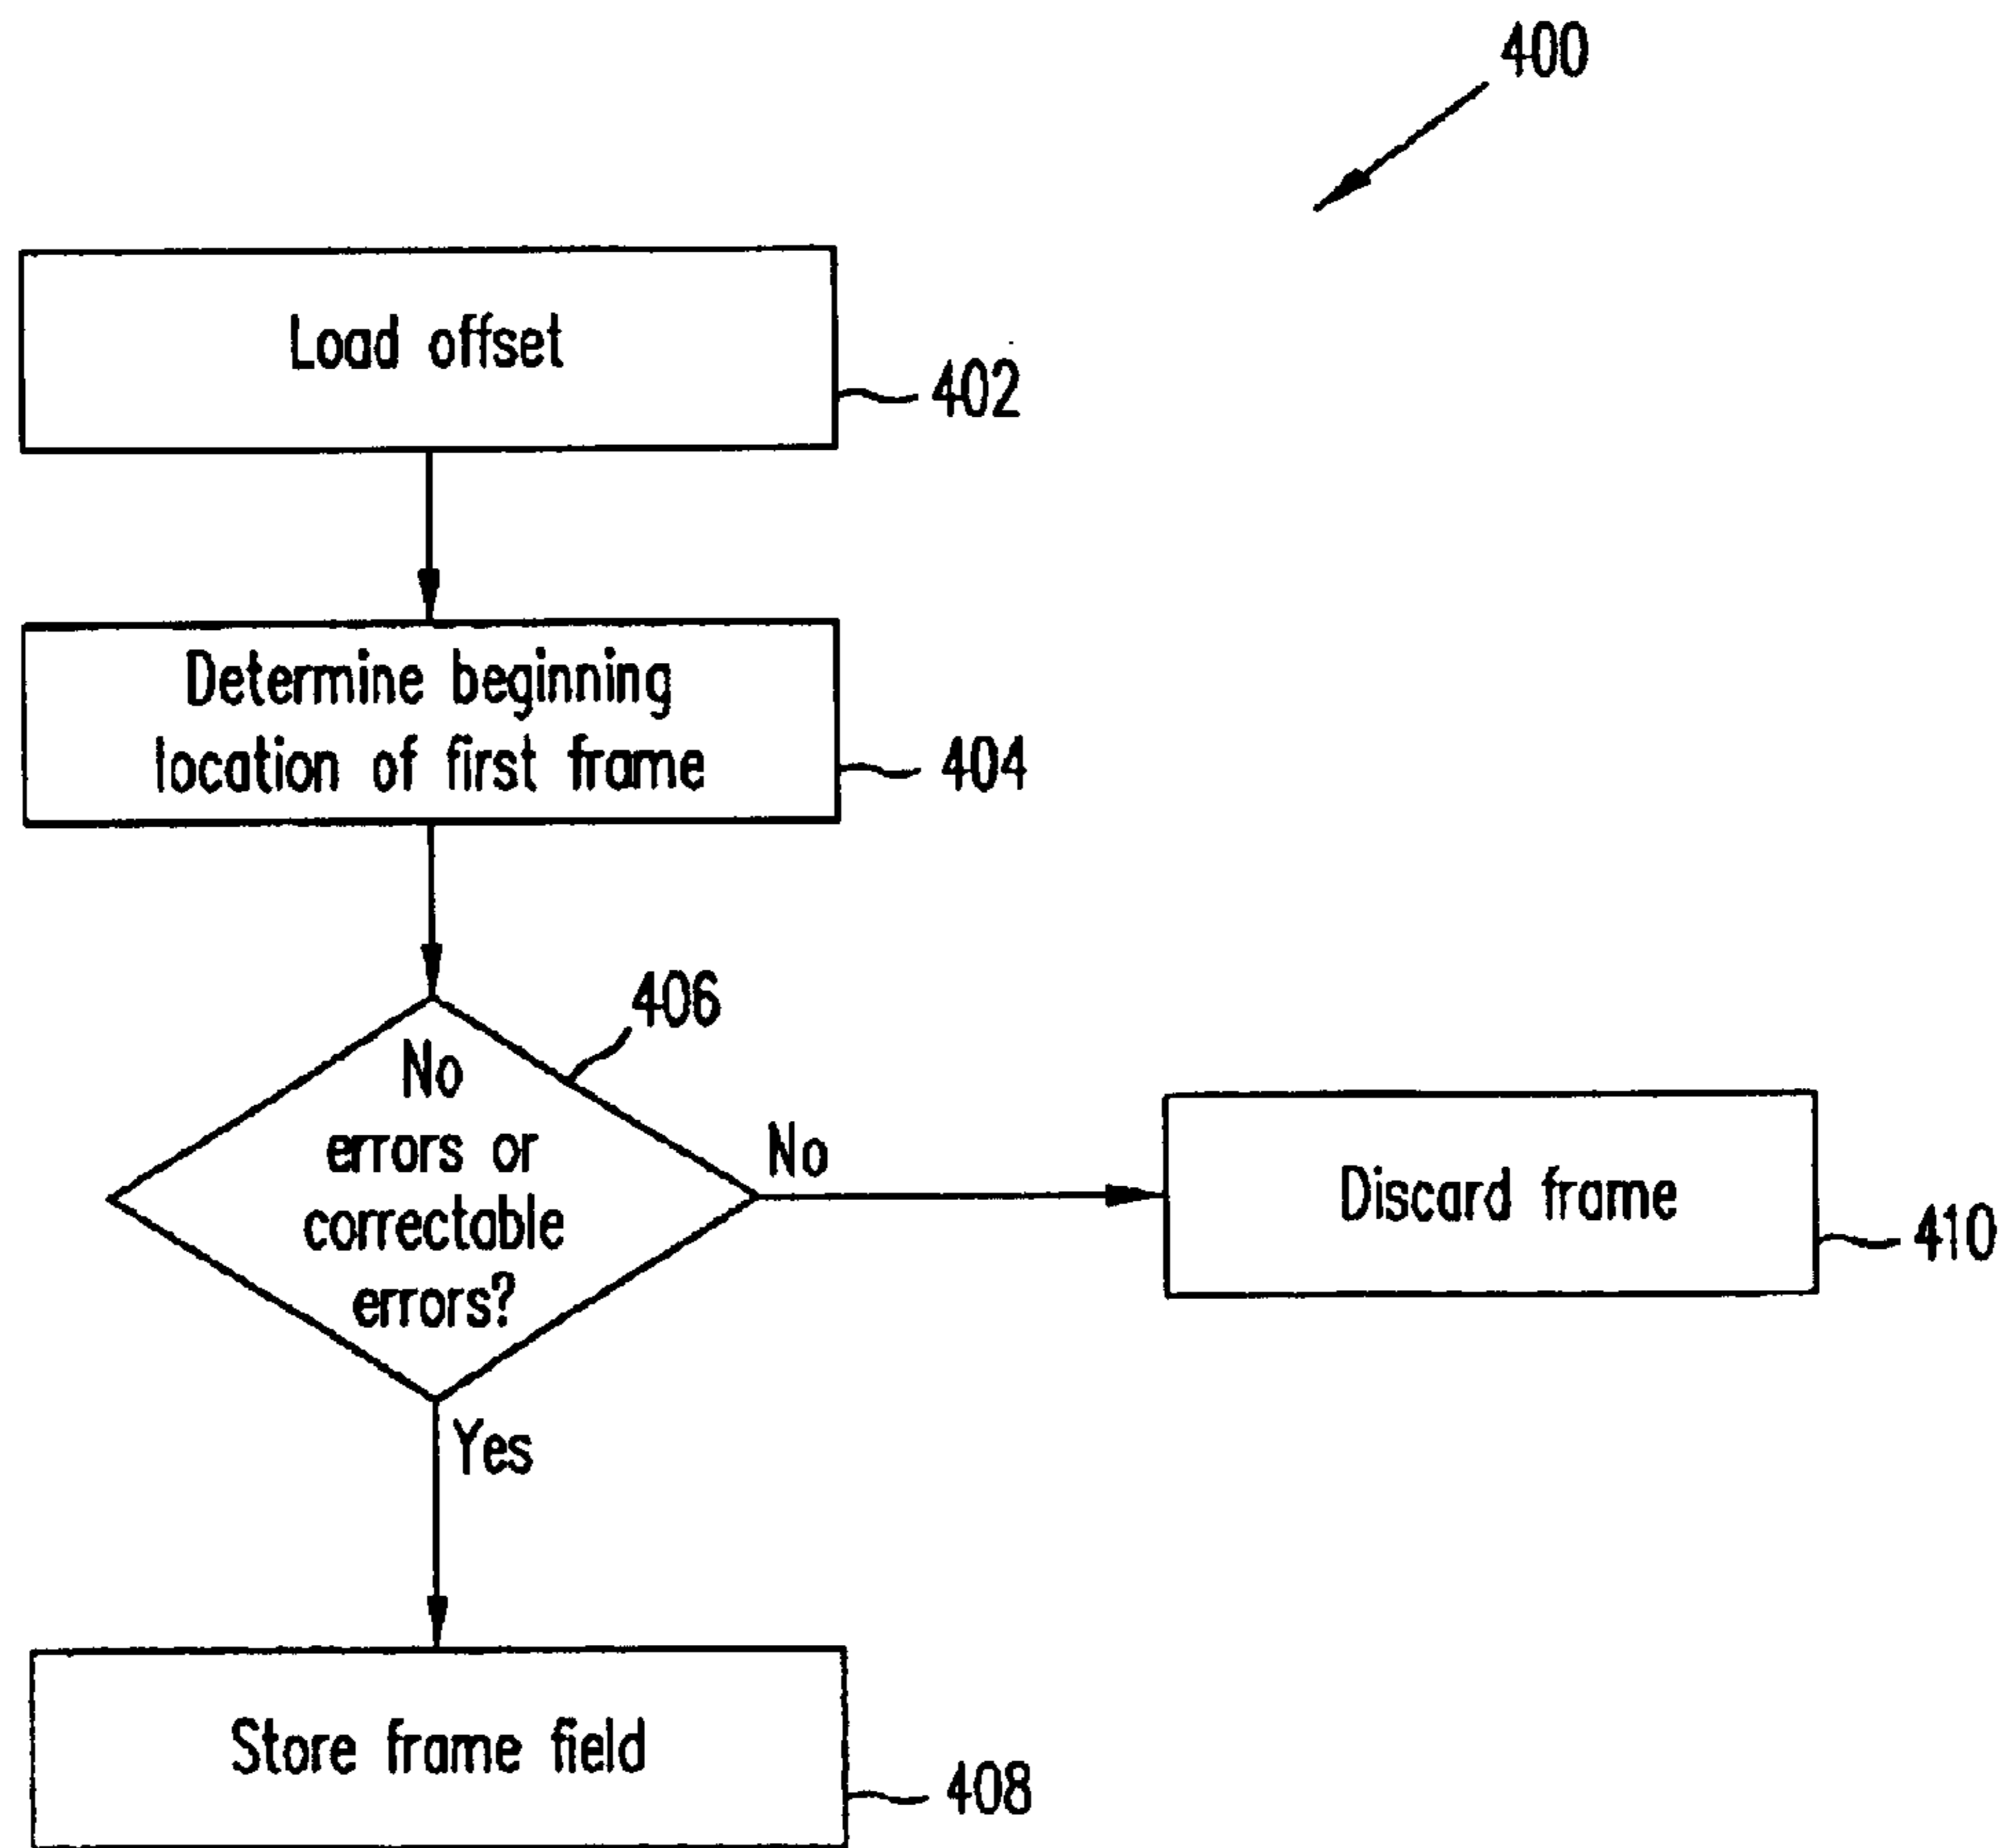 400
Load offset
402
Determine beginning
location of first frame
404
406
No
errors or
correctable
errors?
No
Discard frame
410
Yes
Store frame field
408